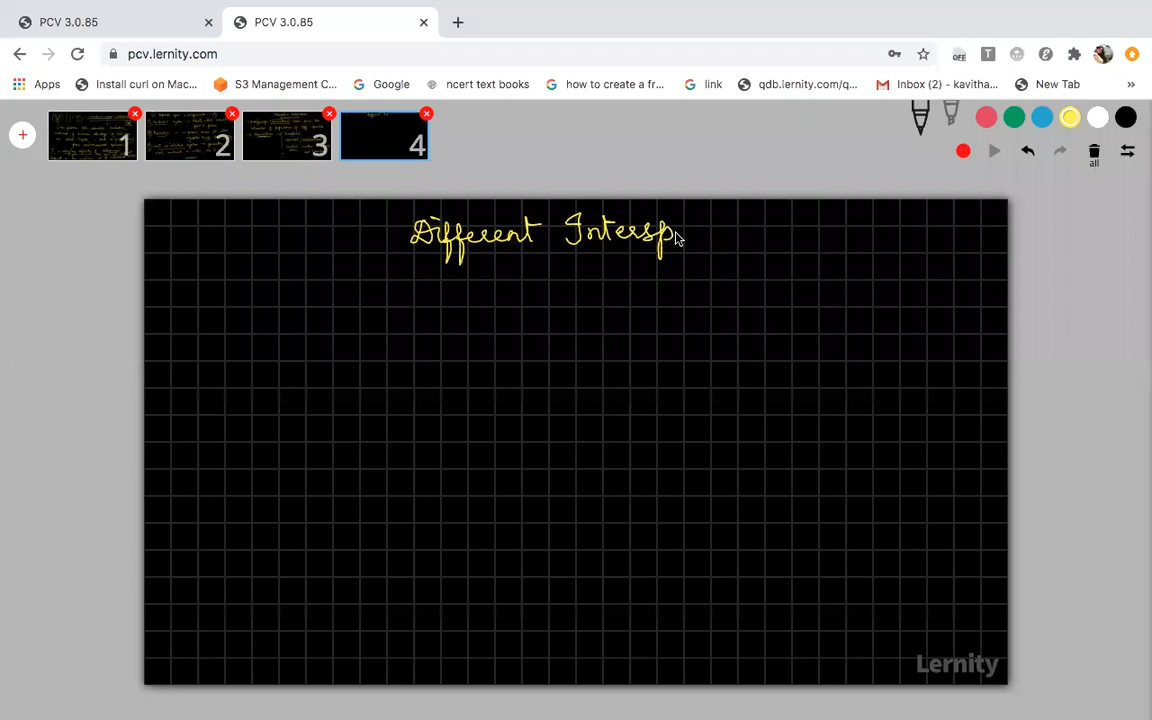 PCV 3.0.85
PCV 3.0.85
pcv.lernity.com
Apps Install curl on Mac... S3 Management C... Google ncert text books how to create a fr... link qdb.lernity.com/q... Inbox (2) - kavitha... New Tab »
OFF T
1 2 3 4
all
Different Intersp
Lernity